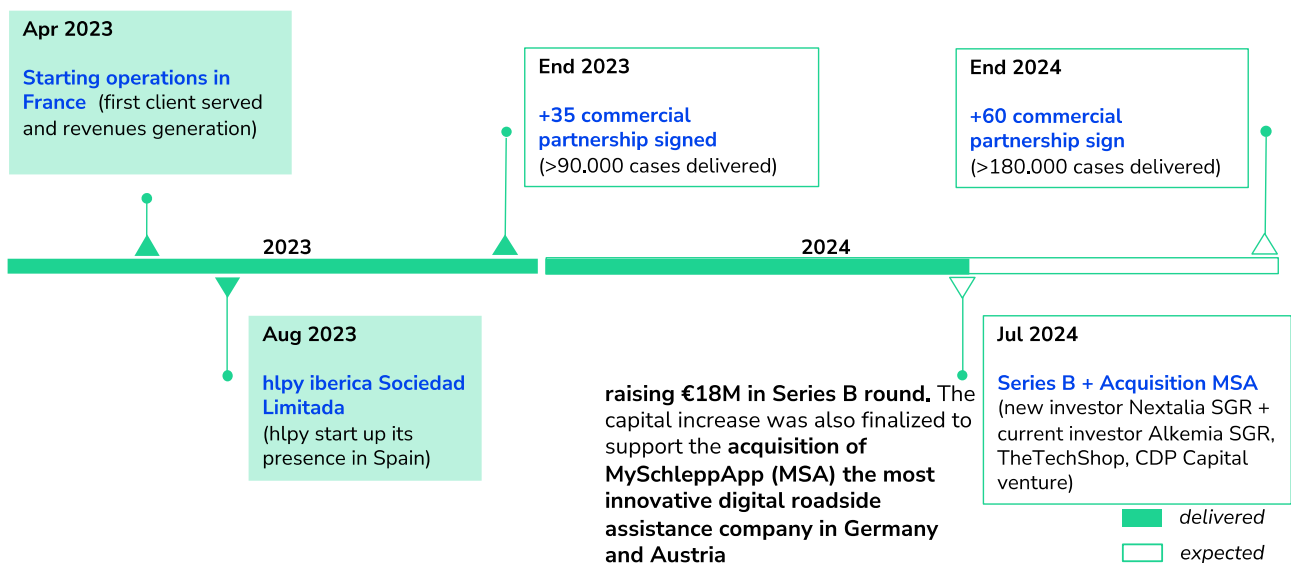 Apr 2023
Starting operations in
France (first client served
and revenues generation)
End 2023
+35 commercial
partnership signed
(>90.000 cases delivered)
End 2024
+60 commercial
partnership sign
(>180.000 cases delivered)
2023
2024
Aug 2023
hlpy iberica Sociedad
Limitada
(hlpy start up its
presence in Spain)
raising €18M in Series B round. The
capital increase was also finalized to
support the acquisition of
MySchleppApp (MSA) the most
innovative digital roadside
assistance company in Germany
and Austria
Jul 2024
Series B + Acquisition MSA
(new investor Nextalia SGR +
current investor Alkemia SGR,
TheTechShop, CDP Capital
venture)
delivered
expected